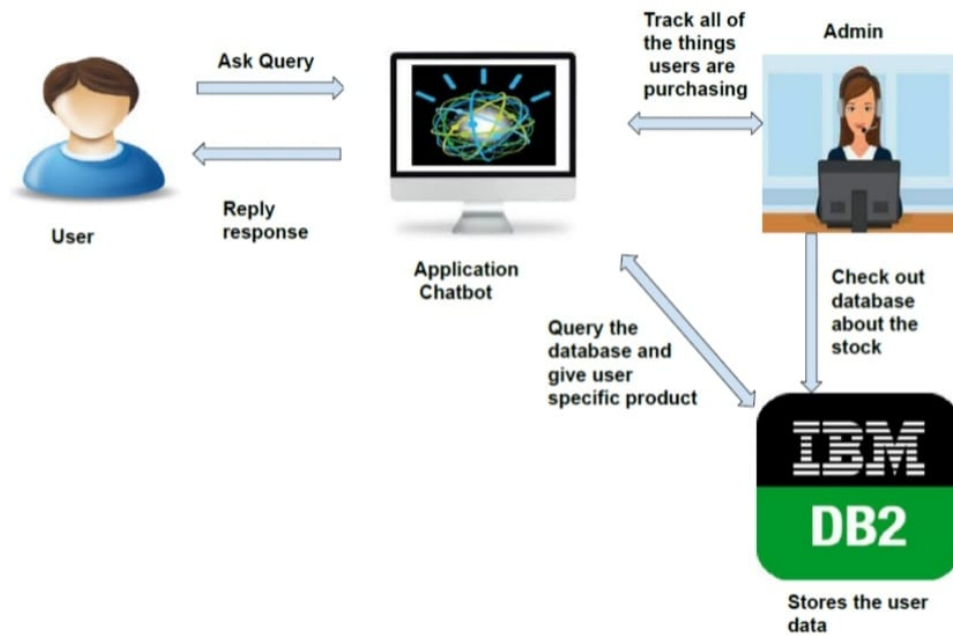 Ask Query
Reply
response
User
Application
Chatbot
Track all of
the things
users are
purchasing
Admin
Query the
database and
give user
specific product
Check out
database
about the
stock
IBM
DB2
Stores the user
data